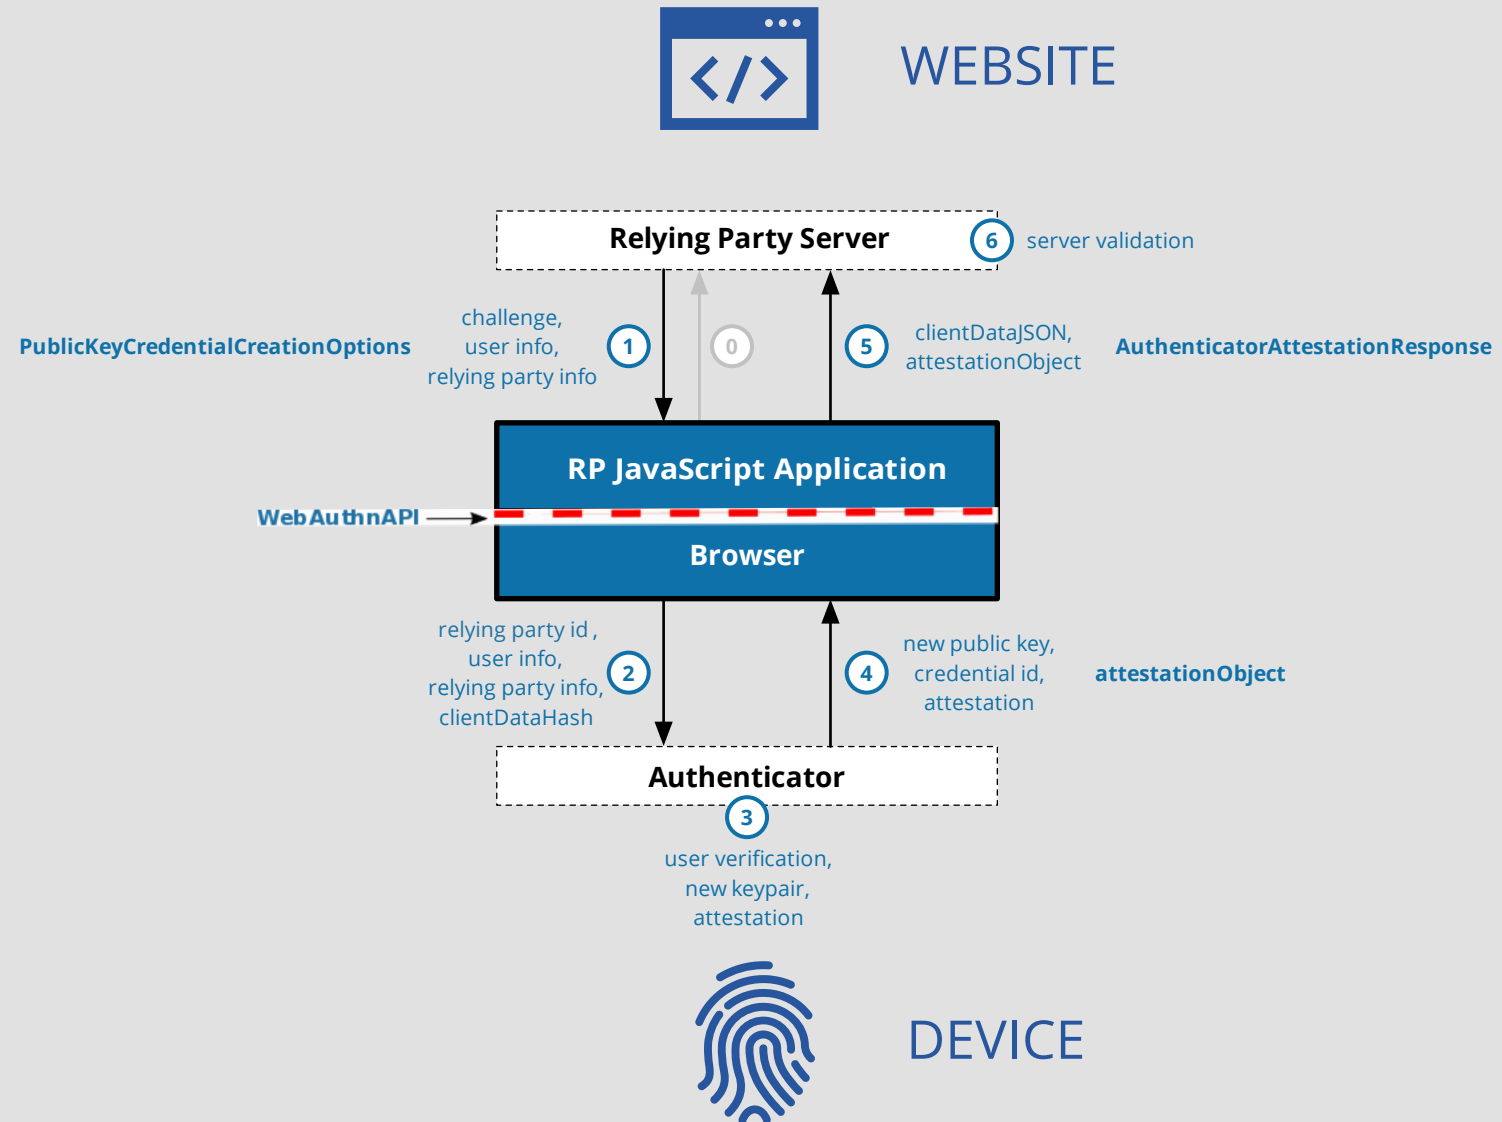 </>
WEBSITE
Relying Party Server
6
server validation
PublicKeyCredentialCreationOptions
challenge,
user info,
relying party info
1
0
5
clientDataJSON,
attestationObject
AuthenticatorAttestationResponse
RP JavaScript Application
WebAuthnAPI
Browser
relying party id ,
user info,
relying party info,
clientDataHash
2
4
new public key,
credential id,
attestation
attestationObject
Authenticator
3
user verification,
new keypair,
attestation
DEVICE